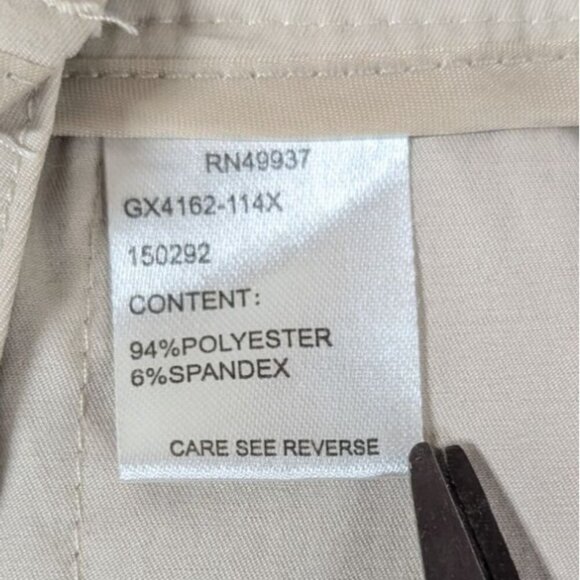 RN49937
GX4162-114X
150292
CONTENT:
94%POLYESTER
6%SPANDEX
CARE SEE REVERSE